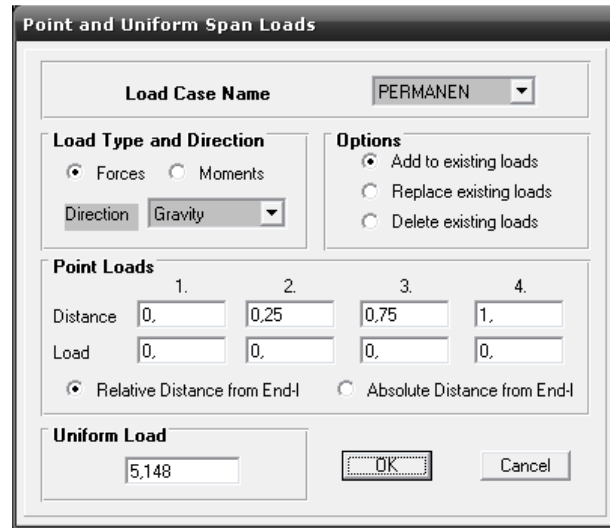 Point and Uniform Span Loads
Load Case Name PERMANEN
Load Type and Direction
Forces Moments
Direction Gravity
Options
Add to existing loads
Replace existing loads
Delete existing loads
Point Loads
1. 2. 3. 4.
Distance 0, 0,25 0,75 1,
Load 0, 0, 0, 0,
Relative Distance from End-I Absolute Distance from End-I
Uniform Load
5,148
OK Cancel